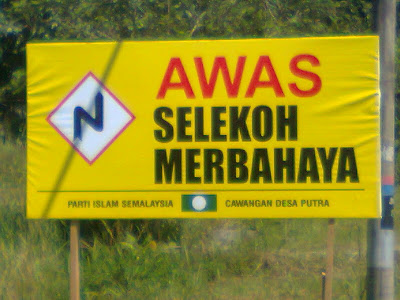 AWAS
SELEKOH
MERBAHAYA
PARTI ISLAM SEMALAYSIA CAWANGAN DESA PUTRA